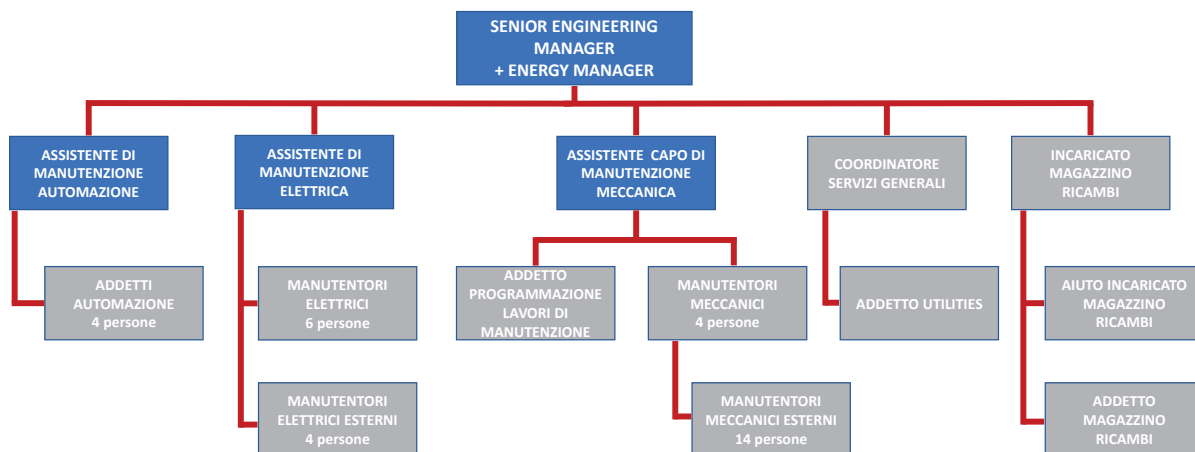 SENIOR ENGINEERING
MANAGER
+ ENERGY MANAGER
ASSISTENTE DI
MANUTENZIONE
AUTOMAZIONE
ASSISTENTE DI
MANUTENZIONE
ELETTRICA
ASSISTENTE CAPO DI
MANUTENZIONE
MECCANICA
COORDINATORE
SERVIZI GENERALI
INCARICATO
MAGAZZINO
RICAMBI
ADDETTI
AUTOMAZIONE
4 persone
MANUTENTORI
ELETTRICI
6 persone
ADDETTO
PROGRAMMAZIONE
LAVORI DI
MANUTENZIONE
MANUTENTORI
MECCANICI
4 persone
ADDETTO UTILITIES
AIUTO INCARICATO
MAGAZZINO
RICAMBI
MANUTENTORI
ELETTRICI ESTERNI
4 persone
MANUTENTORI
MECCANICI ESTERNI
14 persone
ADDETTO
MAGAZZINO
RICAMBI